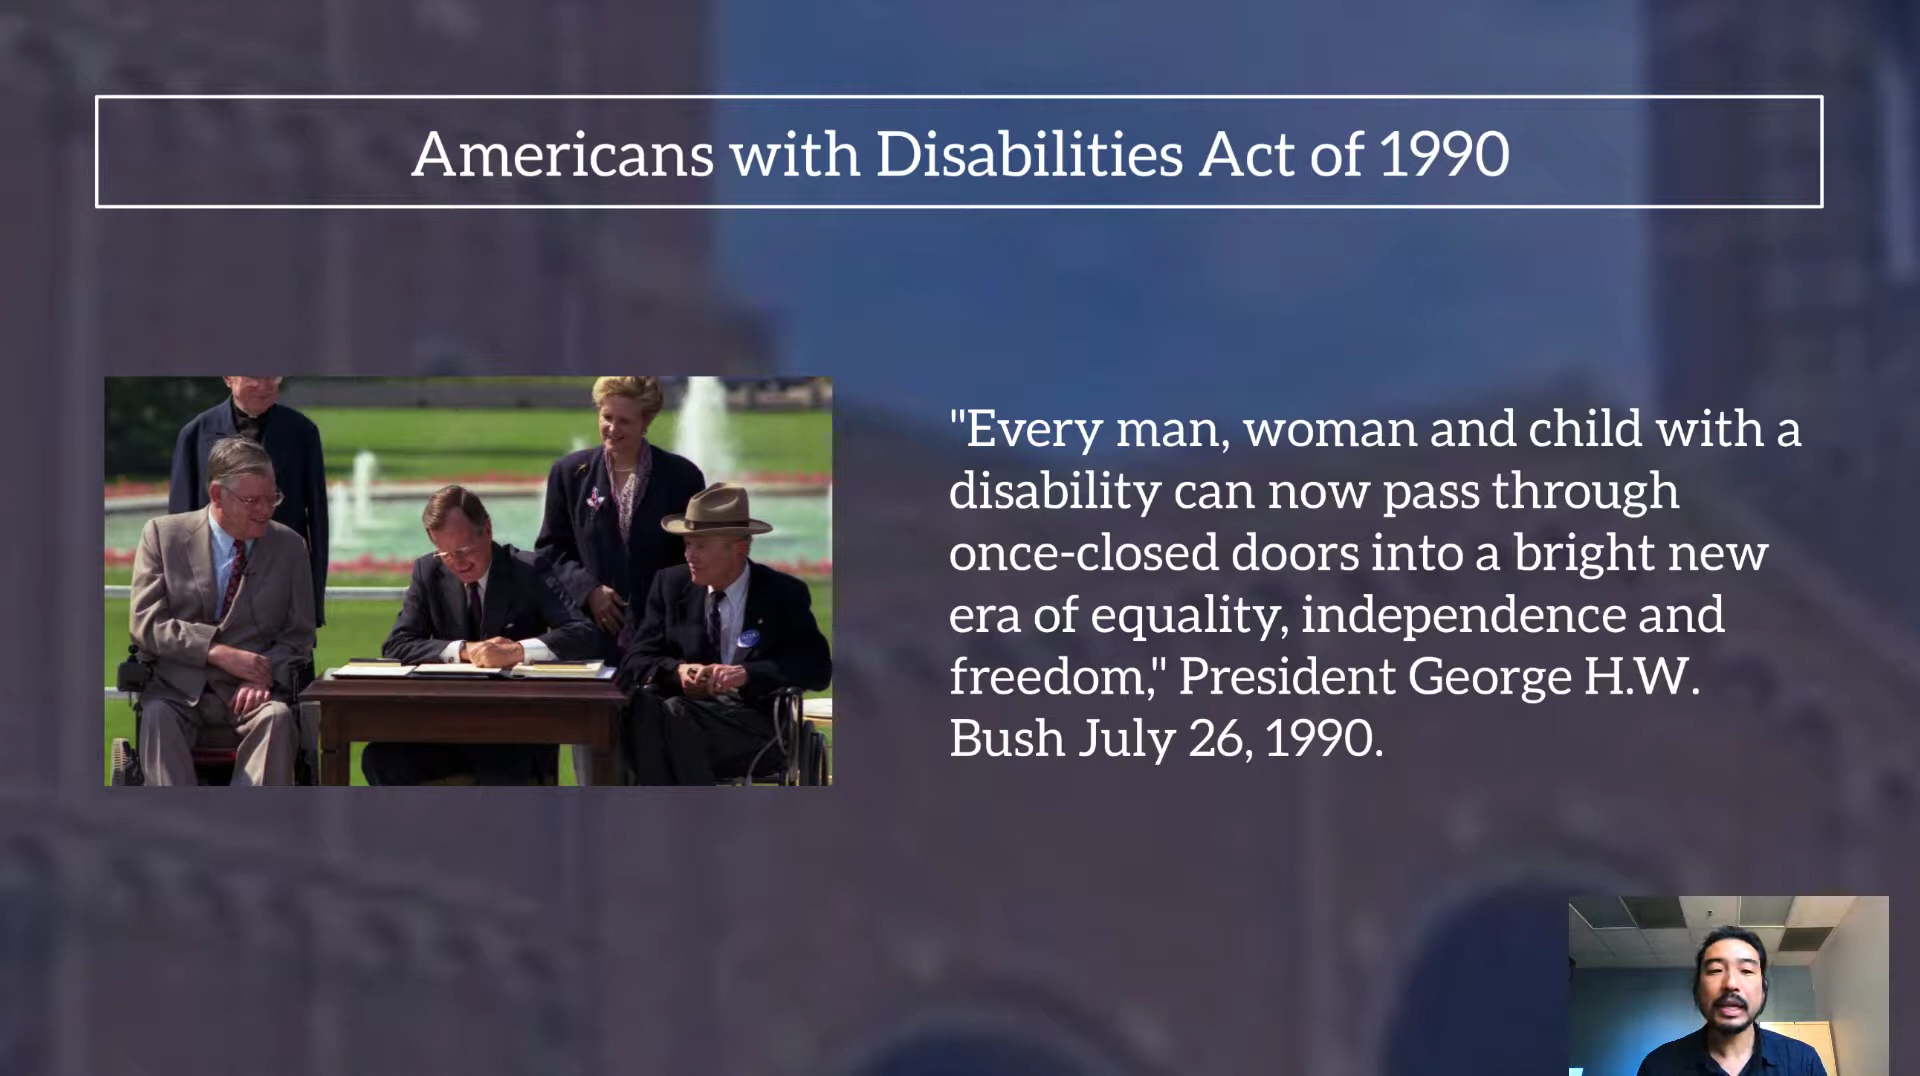 Americans with Disabilities Act of 1990
"Every man, woman and child with a
disability can now pass through
once-closed doors into a bright new
era of equality, independence and
freedom," President George H.W.
Bush July 26, 1990.